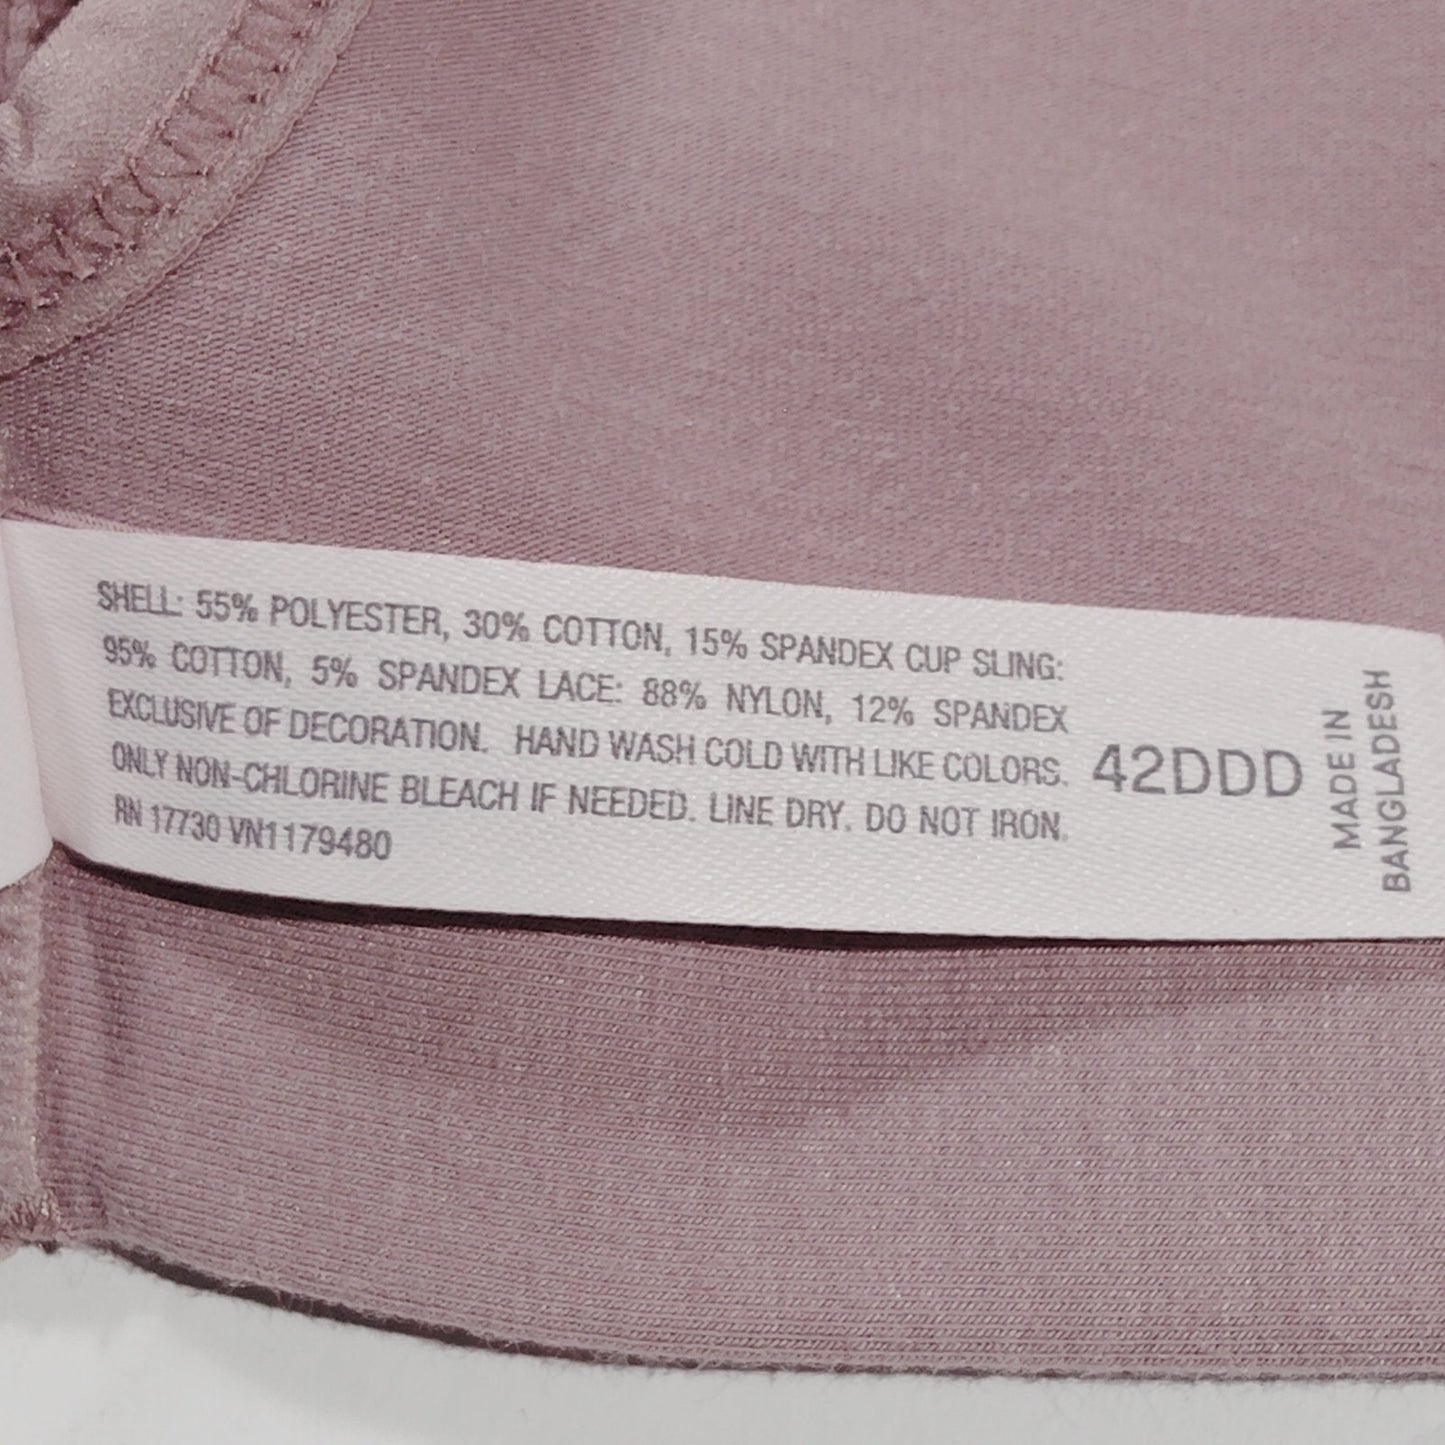 SHELL: 55% POLYESTER, 30% COTTON, 15% SPANDEX CUP SLING:
95% COTTON, 5% SPANDEX LACE: 88% NYLON, 12% SPANDEX
EXCLUSIVE OF DECORATION. HAND WASH COLD WITH LIKE COLORS.
ONLY NON-CHLORINE BLEACH IF NEEDED. LINE DRY. DO NOT IRON.
RN 17730 VN1179480
42DDD
MADE IN
BANGLADESH